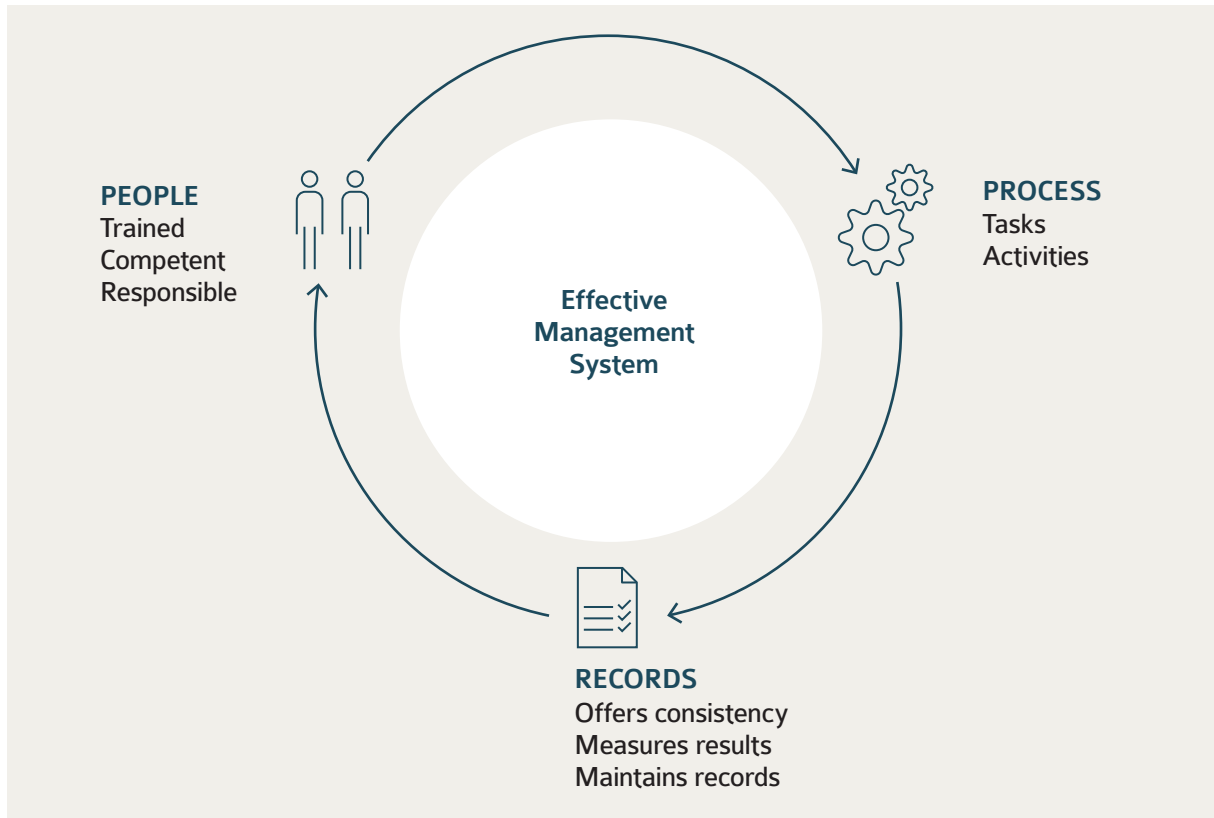 PEOPLE
Trained
Competent
Responsible
PROCESS
Tasks
Activities
Effective
Management
System
RECORDS
Offers consistency
Measures results
Maintains records